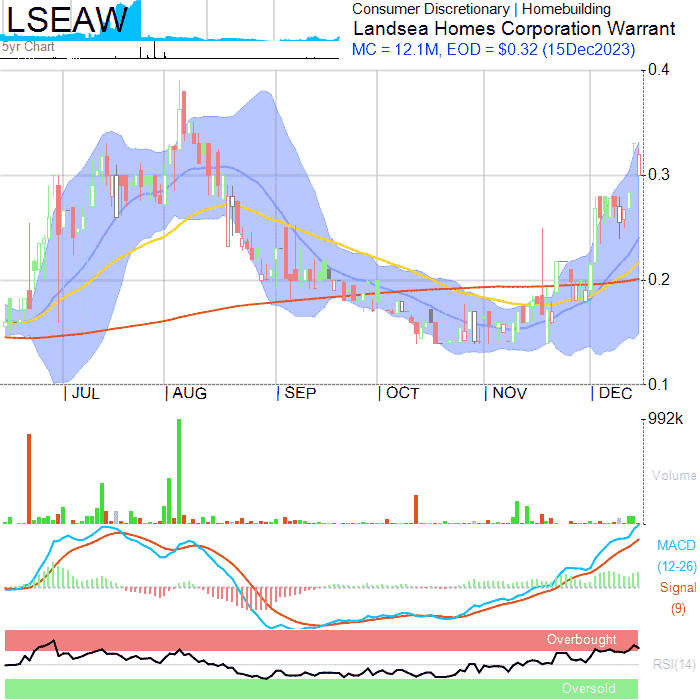 LSEAW
5yr Chart
Consumer Discretionary | Homebuilding
Landsea Homes Corporation Warrant
MC = 12.1M, EOD = $0.32 (15Dec2023)
0.4
0.3
0.2
0.1
JUL AUG SEP OCT NOV DEC
992k
Volume
MACD
(12-26)
Signal
(9)
Overbought
RSI(14)
Oversold